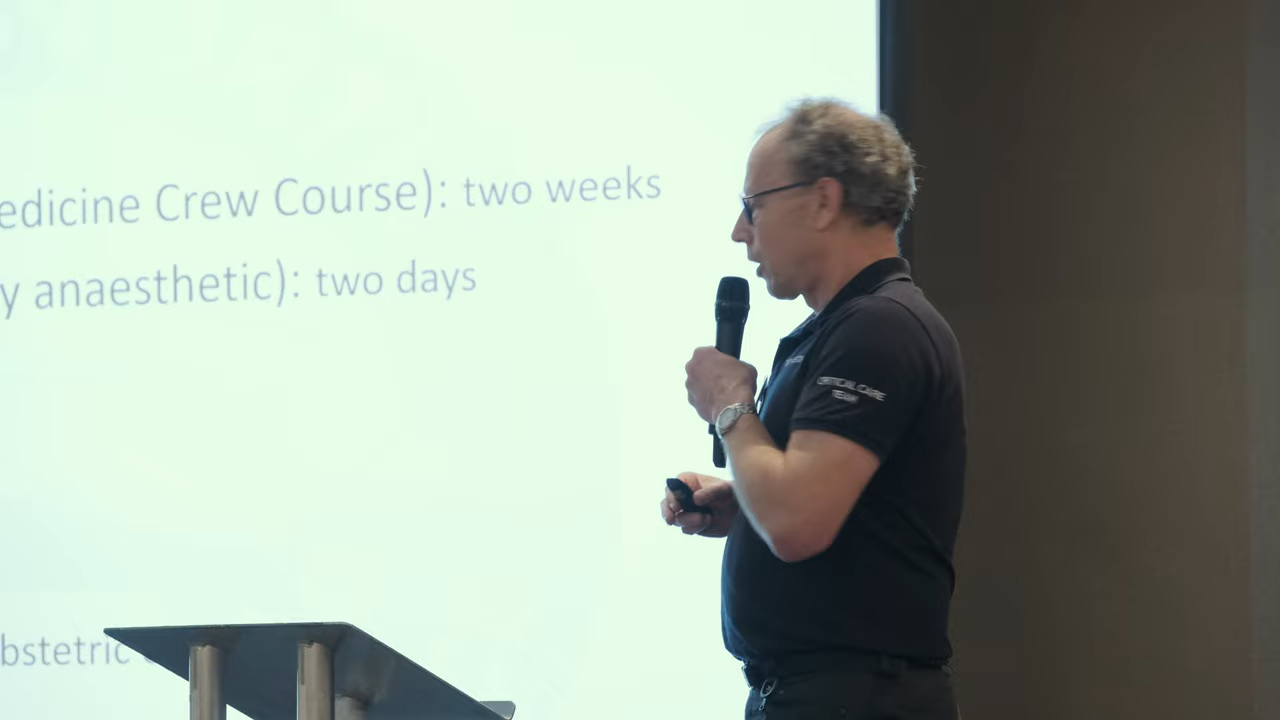 edicine Crew Course): two weeks
y anaesthetic): two days
bstetric
CRITICAL CARE
TEAM